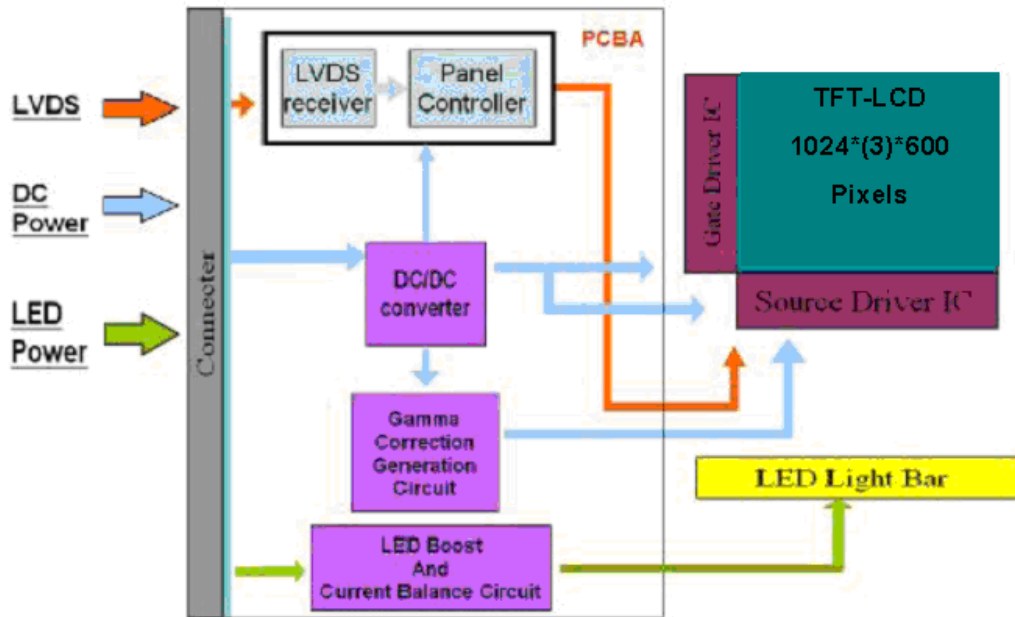 PCBA
LVDS
receiver
Panel
Controller
LVDS
DC
Power
LED
Power
Connecter
DC/DC
converter
Gamma
Correction
Generation
Circuit
LED Boost
And
Current Balance Circuit
Gate Driver IC
TFT-LCD
1024*(3)*600
Pixels
Source Driver IC
LED Light Bar